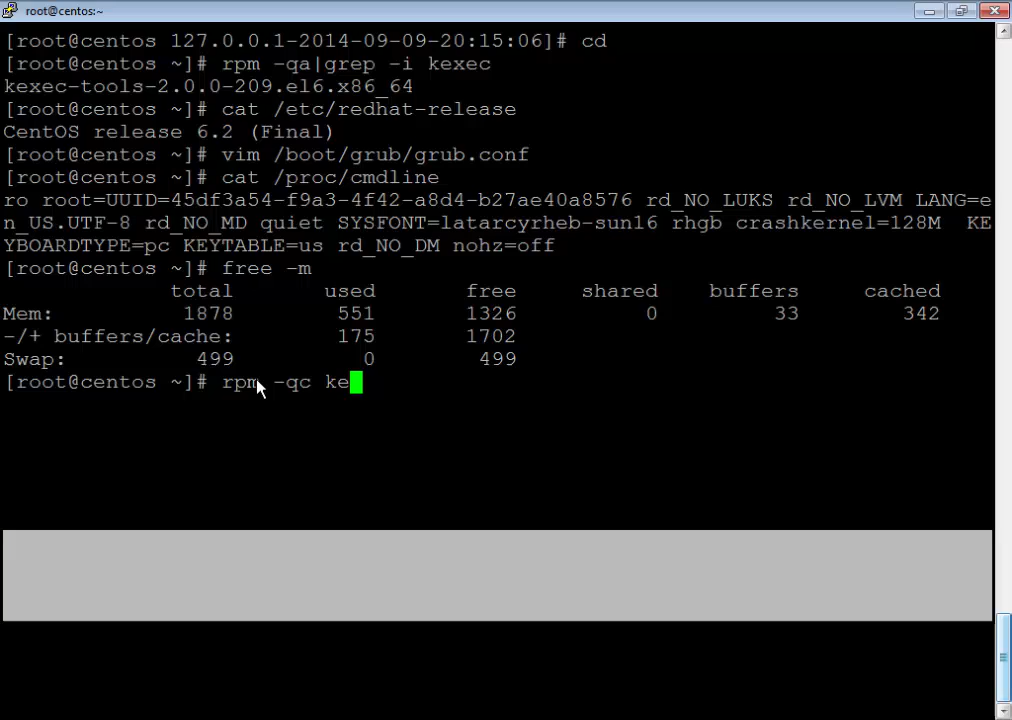 root@centos:~
[root@centos 127.0.0.1-2014-09-09-20:15:06]# cd
[root@centos ~]# rpm -qa|grep -i kexec
kexec-tools-2.0.0-209.el6.x86_64
[root@centos ~]# cat /etc/redhat-release
CentOS release 6.2 (Final)
[root@centos ~]# vim /boot/grub/grub.conf
[root@centos ~]# cat /proc/cmdline
ro root=UUID=45df3a54-f9a3-4f42-a8d4-b27ae40a8576 rd_NO_LUKS rd_NO_LVM LANG=e
n_US.UTF-8 rd_NO_MD quiet SYSFONT=latarcyrheb-sun16 rhgb crashkernel=128M  KE
YBOARDTYPE=pc KEYTABLE=us rd_NO_DM nohz=off
[root@centos ~]# free -m
total used free shared buffers cached
Mem: 1878 551 1326 0 33 342
-/+ buffers/cache: 175 1702
Swap: 499 0 499
[root@centos ~]# rpm -qc ke